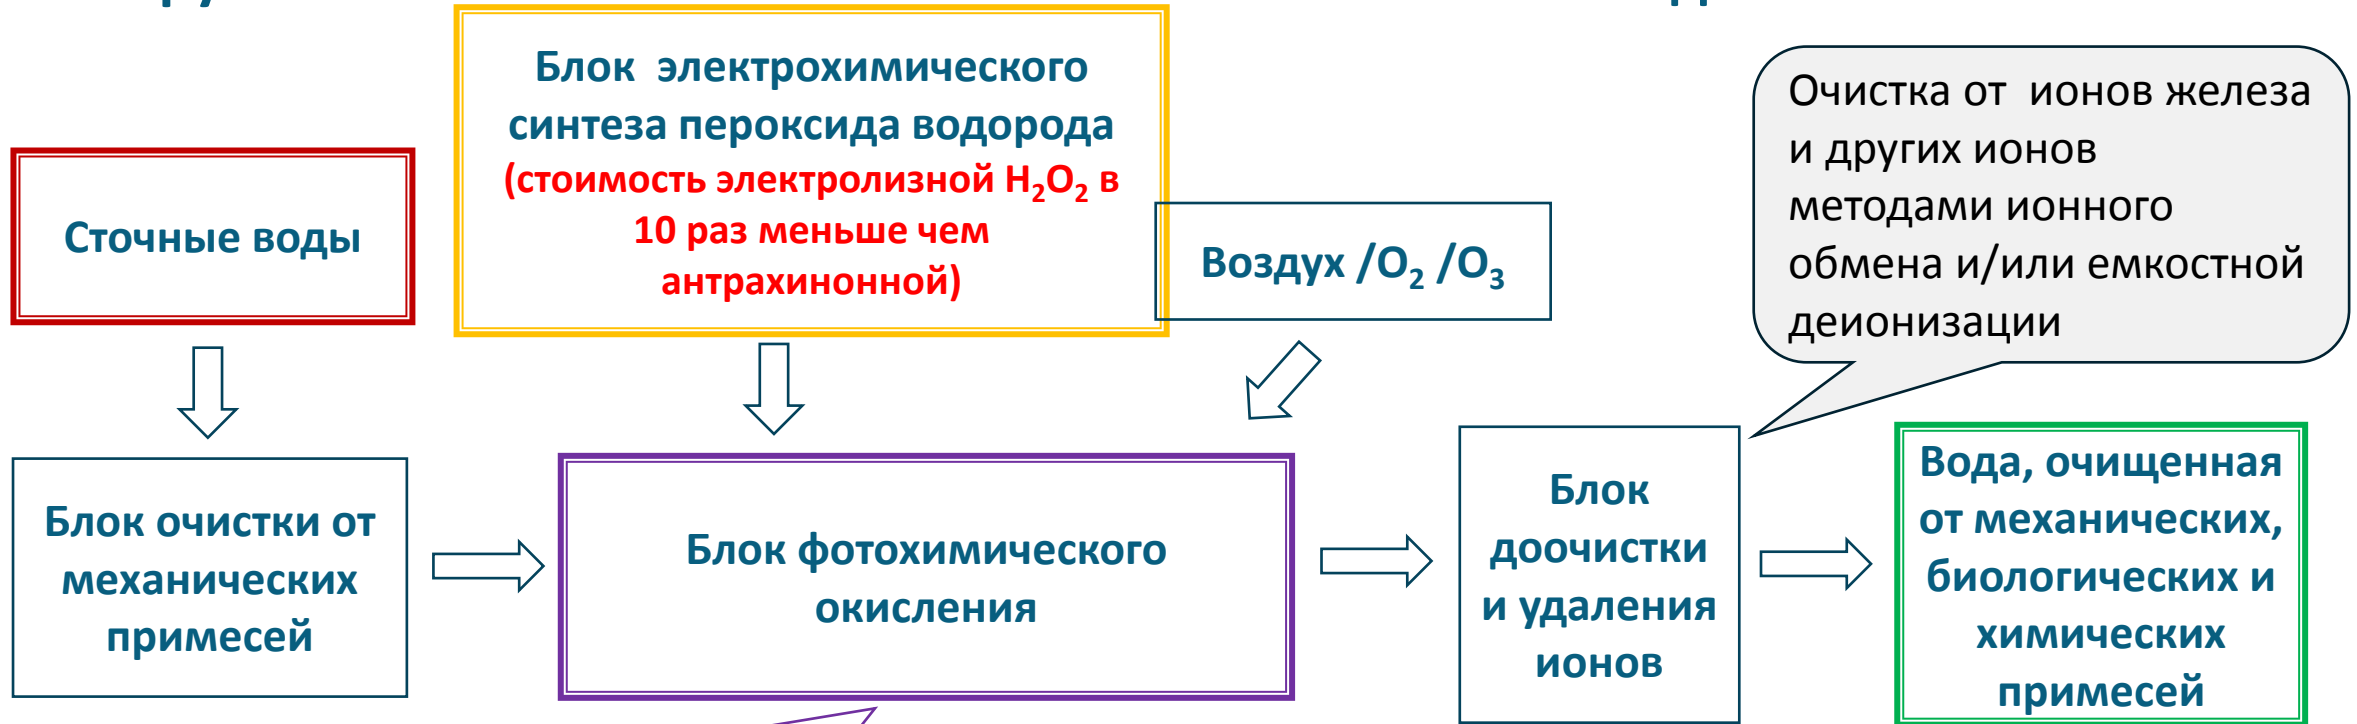 Блок электрохимического
синтеза пероксида водорода
(стоимость электролизной H₂O₂ в
10 раз меньше чем
антрахинонной)
Очистка от ионов железа
и других ионов
методами ионного
обмена и/или емкостной
деионизации
Сточные воды
Воздух /O₂ /O₃
Блок очистки от
механических
примесей
Блок фотохимического
окисления
Блок
доочистки
и удаления
ионов
Вода, очищенная
от механических,
биологических и
химических
примесей